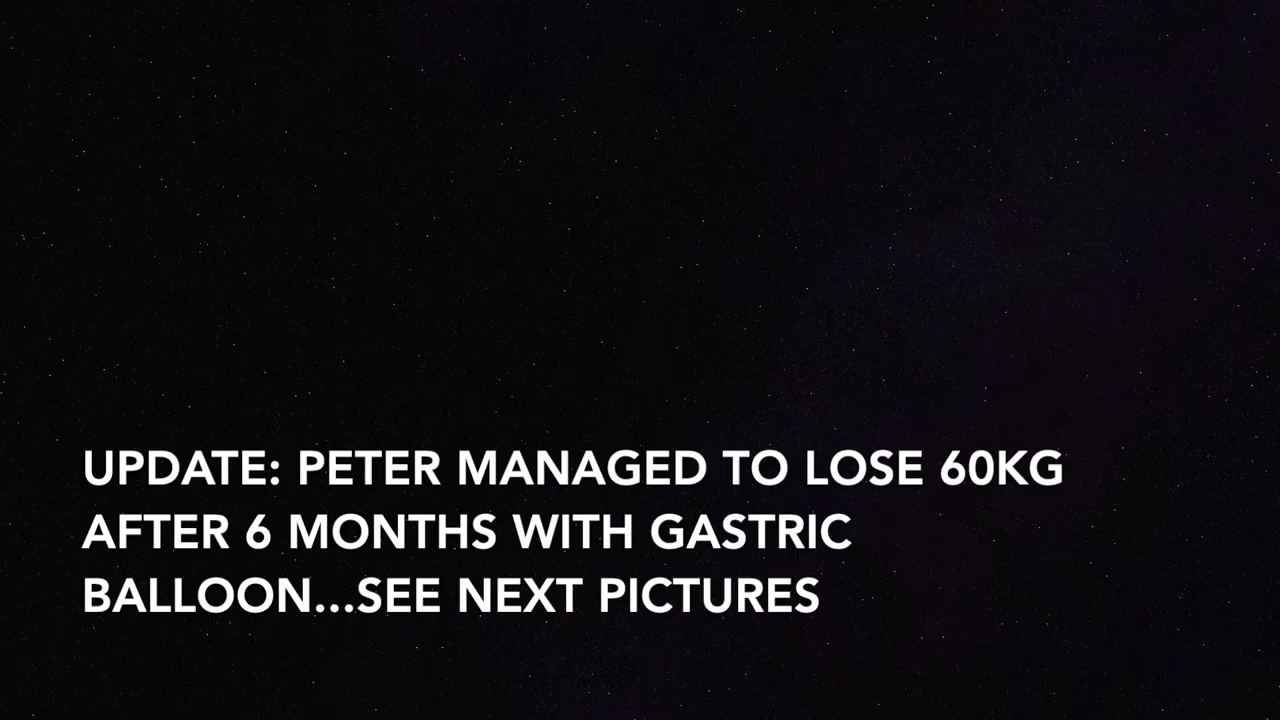 UPDATE: PETER MANAGED TO LOSE 60KG
AFTER 6 MONTHS WITH GASTRIC
BALLOON...SEE NEXT PICTURES